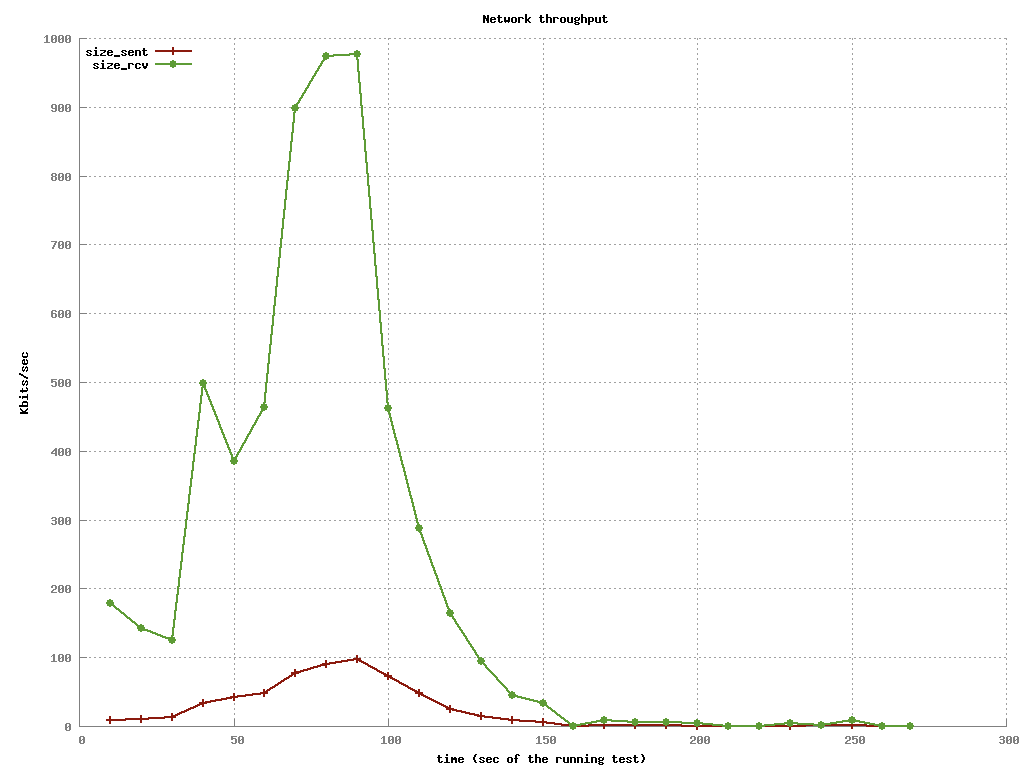 Network throughput
size_sent
size_rcv
1000
900
800
700
600
500
400
300
200
100
0
Kbits/sec
0 50 100 150 200 250 300
time (sec of the running test)